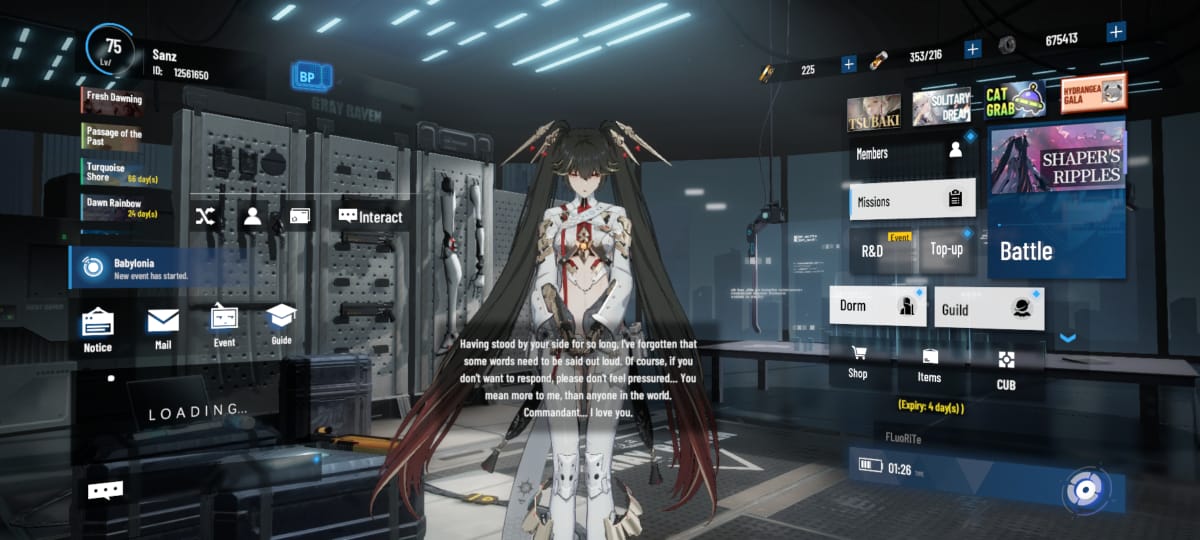 75
Lv/
Sanz
ID: 12561650
BP
225
353/216
675413
Fresh Dawning
Passage of the
Past
Turquoise
Shore 66 day(s)
Dawn Rainbow
24 day(s)
GRAY RAVEN
Interact
Babylonia
New event has started.
Notice
Mail
Event
Guide
LOADING...
Having stood by your side for so long, I've forgotten that
some words need to be said out loud. Of course, if you
don't want to respond, please don't feel pressured... You
mean more to me, than anyone in the world.
Commandant... I love you.
TSUBAKI
SOLITARY
DREAM
CAT
GRAB
HYDRANGEA
GALA
Members
SHAPER'S
RIPPLES
Missions
R&D
Event
Top-up
Battle
Dorm
Guild
Shop
Items
CUB
(Expiry: 4 day(s) )
FLuoRiTe
01:26